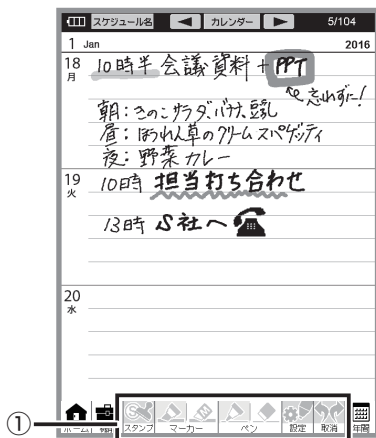 スケジュール名 カレンダー 5/104
1 Jan 2016
18 10時半 会議資料+PPT
月
忘れずに!
朝:きのこサラダ、バナナ、豆乳
昼:ほうれん草のクリームスパゲッティ
夜:野菜カレー
19 10時 担当打ち合わせ
火
13時 S社へ
20
水
①
ホーム 補助 スタンプ マーカー ペン 設定 取消 年間